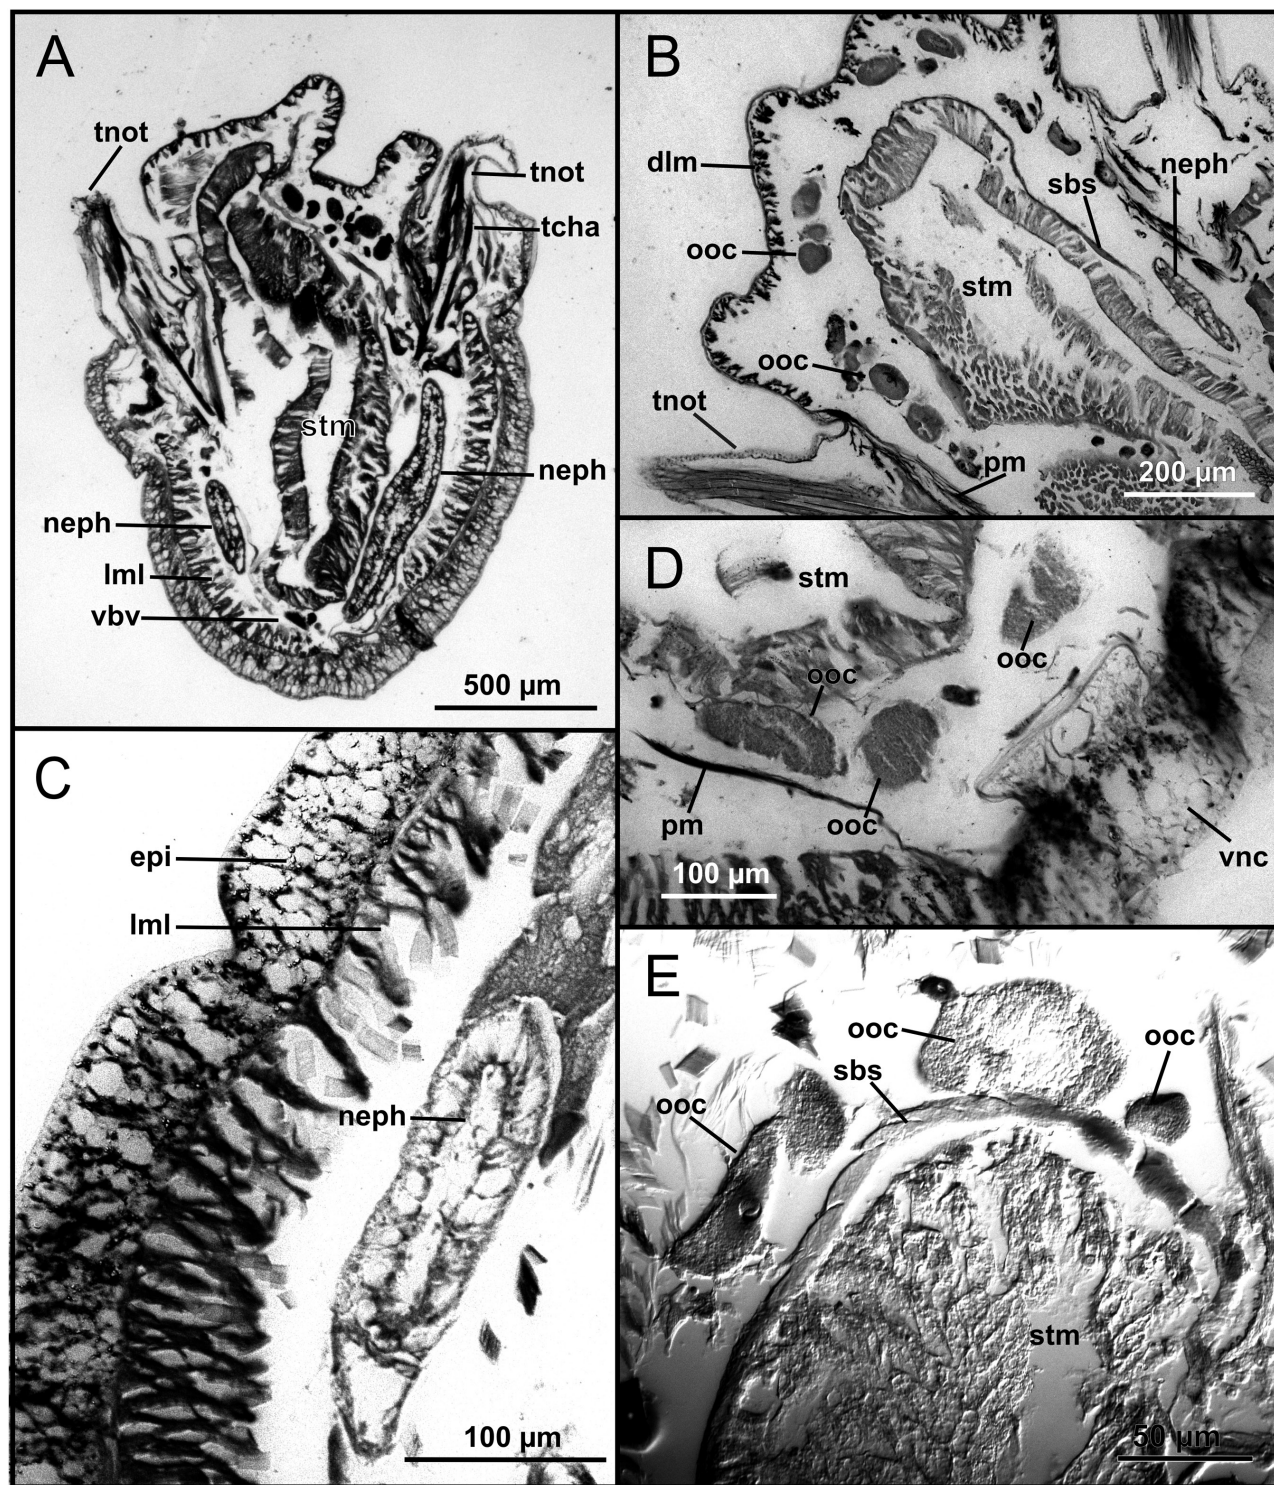 A
tnot
tnot
tcha
stm
neph
neph
lml
vbv
500 µm
B
dlm
sbs
neph
ooc
stm
ooc
tnot
pm
200 µm
C
epi
lml
neph
100 µm
D
stm
ooc
ooc
pm
ooc
vnc
100 µm
E
ooc
ooc
sbs
ooc
stm
50 µm